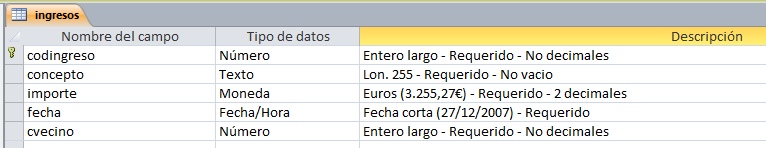 ingresos
Nombre del campo Tipo de datos Descripción
codingreso Número Entero largo - Requerido - No decimales
concepto Texto Lon. 255 - Requerido - No vacio
importe Moneda Euros (3.255,27€) - Requerido - 2 decimales
fecha Fecha/Hora Fecha corta (27/12/2007) - Requerido
cvecino Número Entero largo - Requerido - No decimales